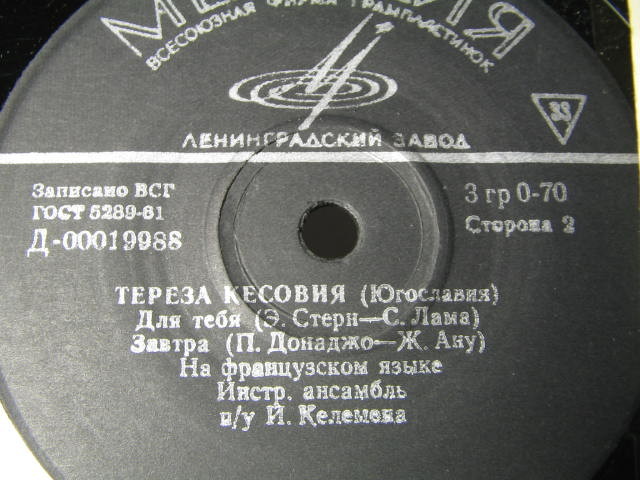 ВСЕСОЮЗНАЯ ФИРМА ГРАМПЛАСТИНОК
ЛЕНИНГРАДСКИЙ ЗАВОД
33
Записано ВСГ
ГОСТ 5289-61
Д-00019988
3 гр 0-70
Сторона 2
ТЕРЕЗА КЕСОВИЯ (Югославия)
Для тебя (Э. Стерн—С. Лама)
Завтра (П. Донаджо—Ж. Ану)
На французском языке
Инстр. ансамбль
п/у И. Келемена